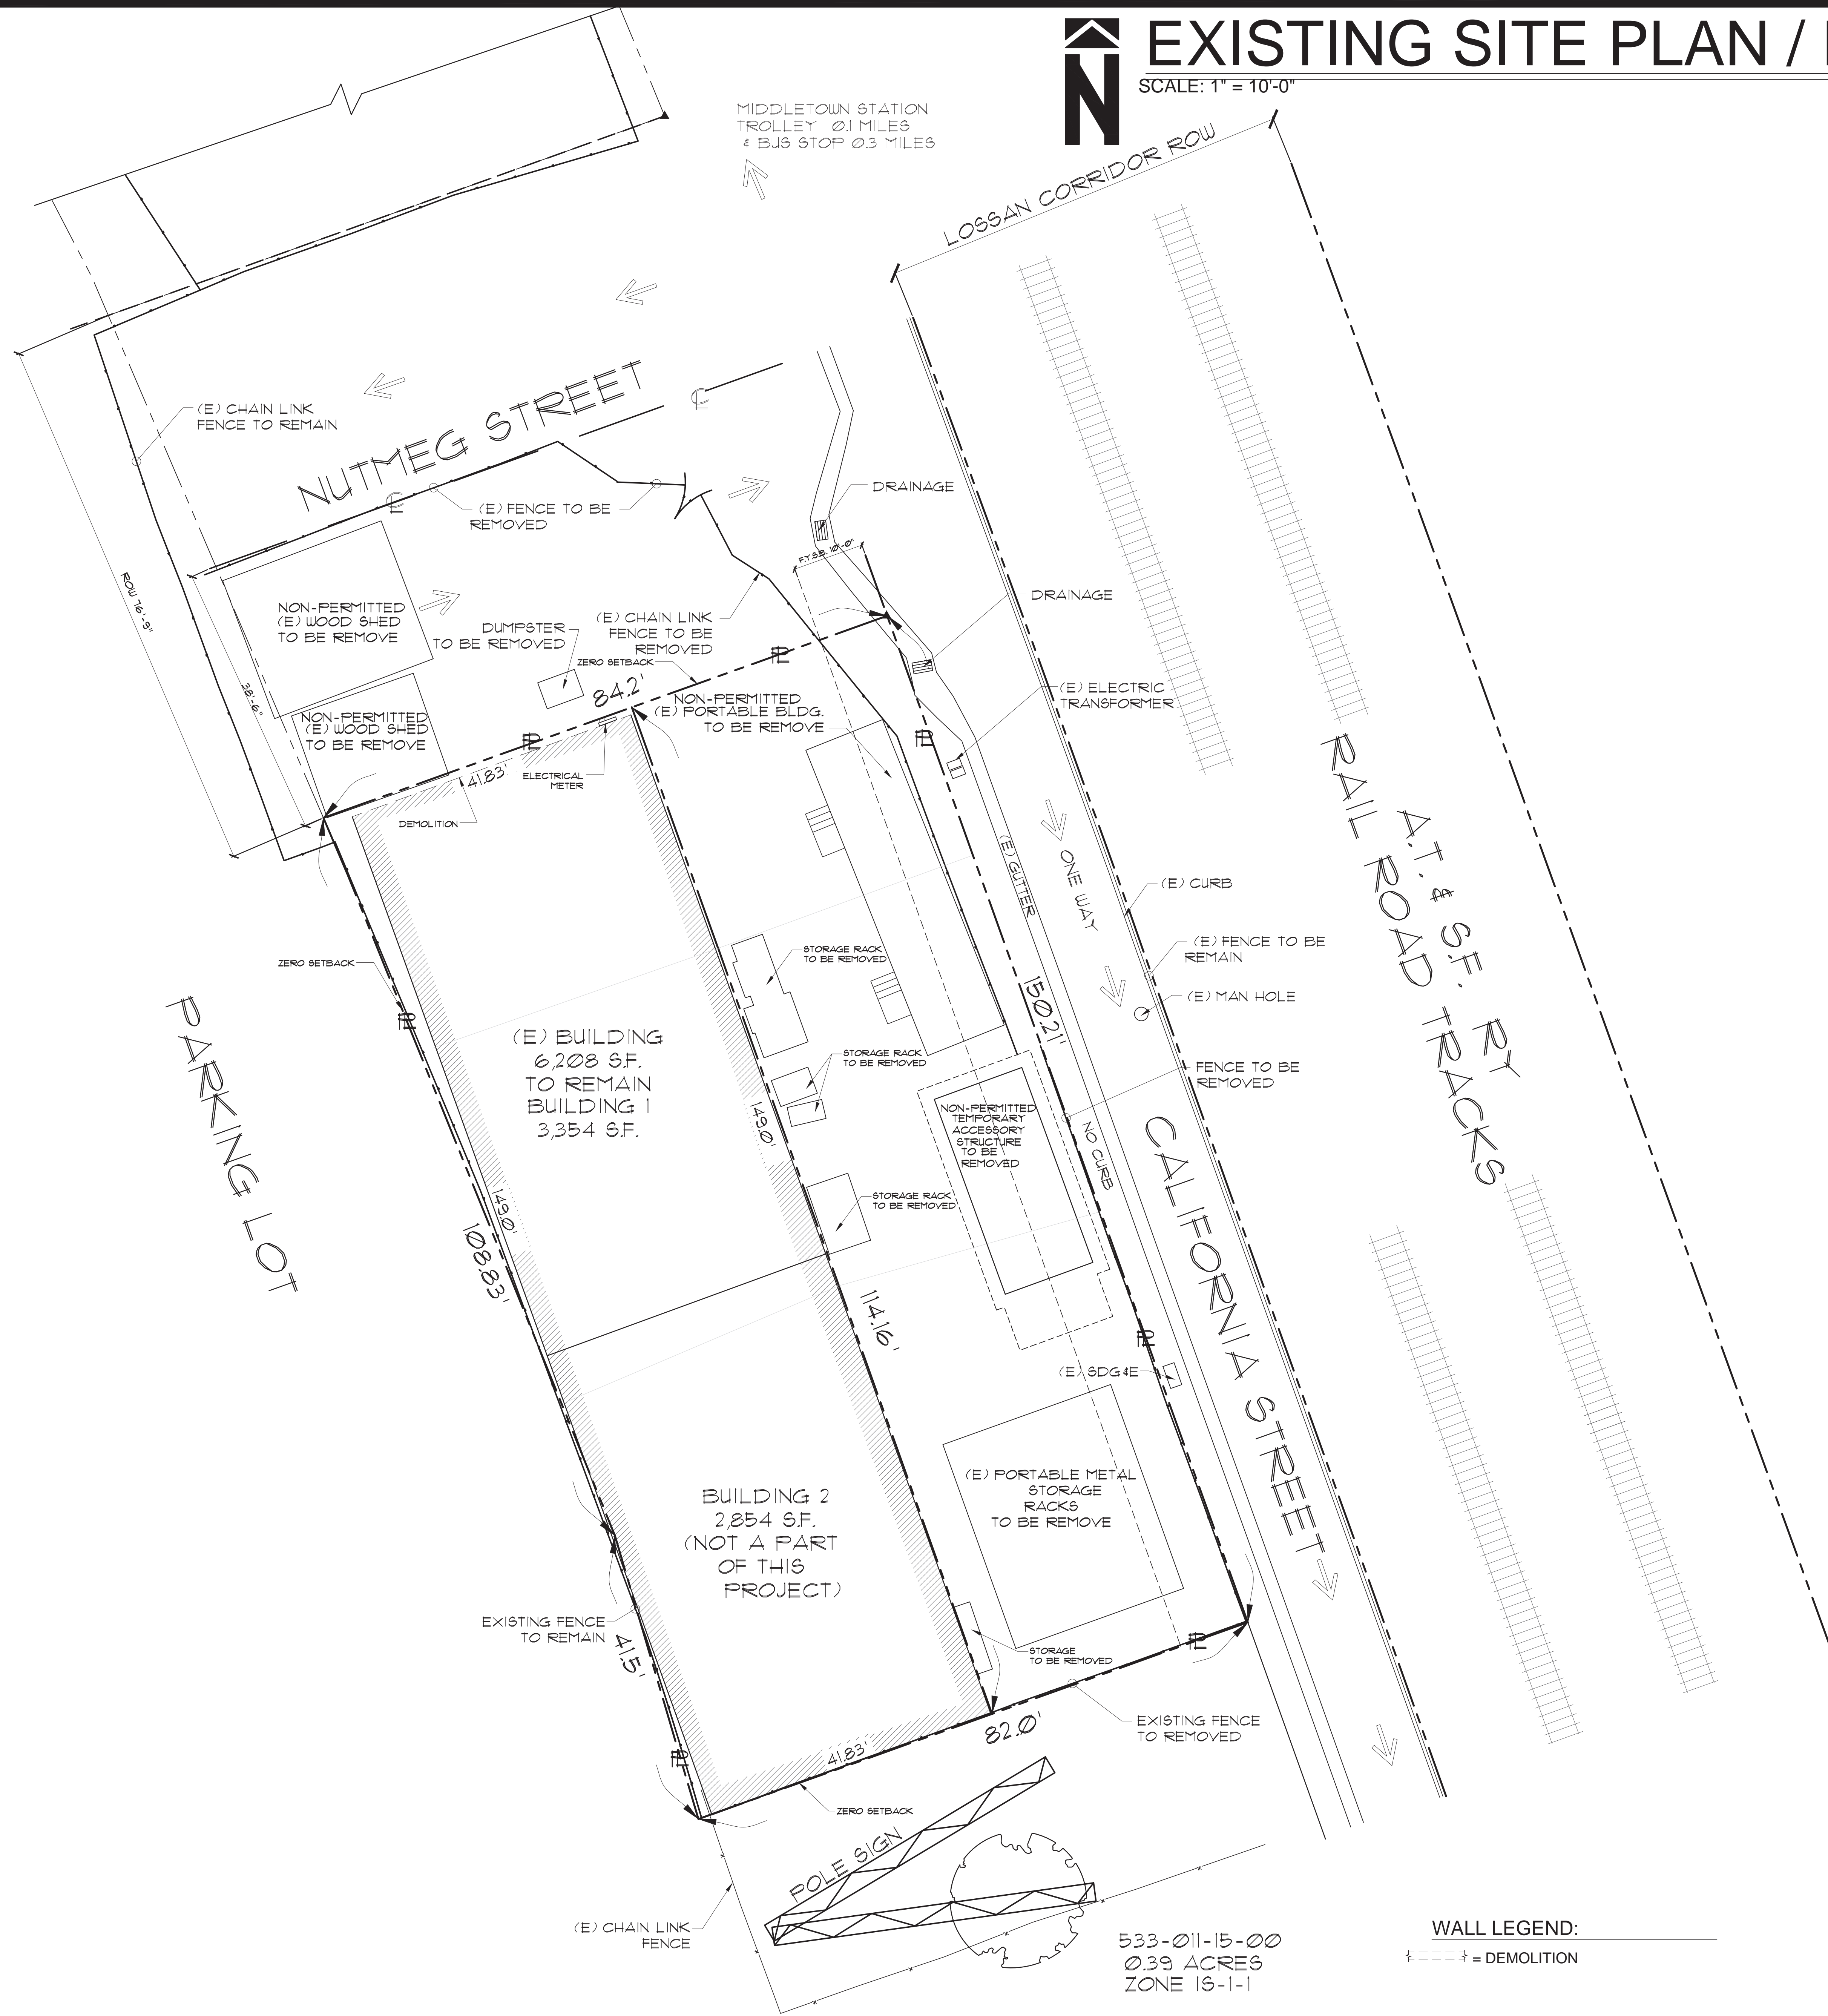 EXISTING SITE PLAN /
SCALE: 1" = 10'-0"
N
MIDDLETOWN STATION
TROLLEY 0.1 MILES
& BUS STOP 0.3 MILES
LOSSAN CORRIDOR ROW
(E) CHAIN LINK
FENCE TO REMAIN
NUTMEG STREET
(E) FENCE TO BE
REMOVED
DRAINAGE
F.Y.S.B. 10'-0"
DRAINAGE
ROW 76'-9"
38'-6"
NON-PERMITTED
(E) WOOD SHED
TO BE REMOVE
DUMPSTER
TO BE REMOVED
(E) CHAIN LINK
FENCE TO BE
REMOVED
ZERO SETBACK
84.2'
NON-PERMITTED
(E) WOOD SHED
TO BE REMOVE
NON-PERMITTED
(E) PORTABLE BLDG.
TO BE REMOVE
(E) ELECTRIC
TRANSFORMER
41.83'
ELECTRICAL
METER
DEMOLITION
(E) GUTTER
ONE WAY
(E) CURB
RAIL ROAD TRACKS
A.T. & S.F. RY
ZERO SETBACK
STORAGE RACK
TO BE REMOVED
(E) FENCE TO BE
REMAIN
(E) MAN HOLE
PARKING LOT
(E) BUILDING
6,208 S.F.
TO REMAIN
BUILDING 1
3,354 S.F.
150.21'
STORAGE RACK
TO BE REMOVED
FENCE TO BE
REMOVED
149.0'
NON-PERMITTED
TEMPORARY
ACCESSORY
STRUCTURE
TO BE
REMOVED
NO CURB
CALIFORNIA STREET
STORAGE RACK
TO BE REMOVED
149.0'
108.83'
114.16'
(E) SDG&E
BUILDING 2
2,854 S.F.
(NOT A PART
OF THIS
PROJECT)
(E) PORTABLE METAL
STORAGE
RACKS
TO BE REMOVE
EXISTING FENCE
TO REMAIN
41.5'
STORAGE
TO BE REMOVED
EXISTING FENCE
TO REMOVED
82.0'
41.83'
ZERO SETBACK
POLE SIGN
(E) CHAIN LINK
FENCE
533-011-15-00
0.39 ACRES
ZONE IS-1-1
WALL LEGEND:
= DEMOLITION